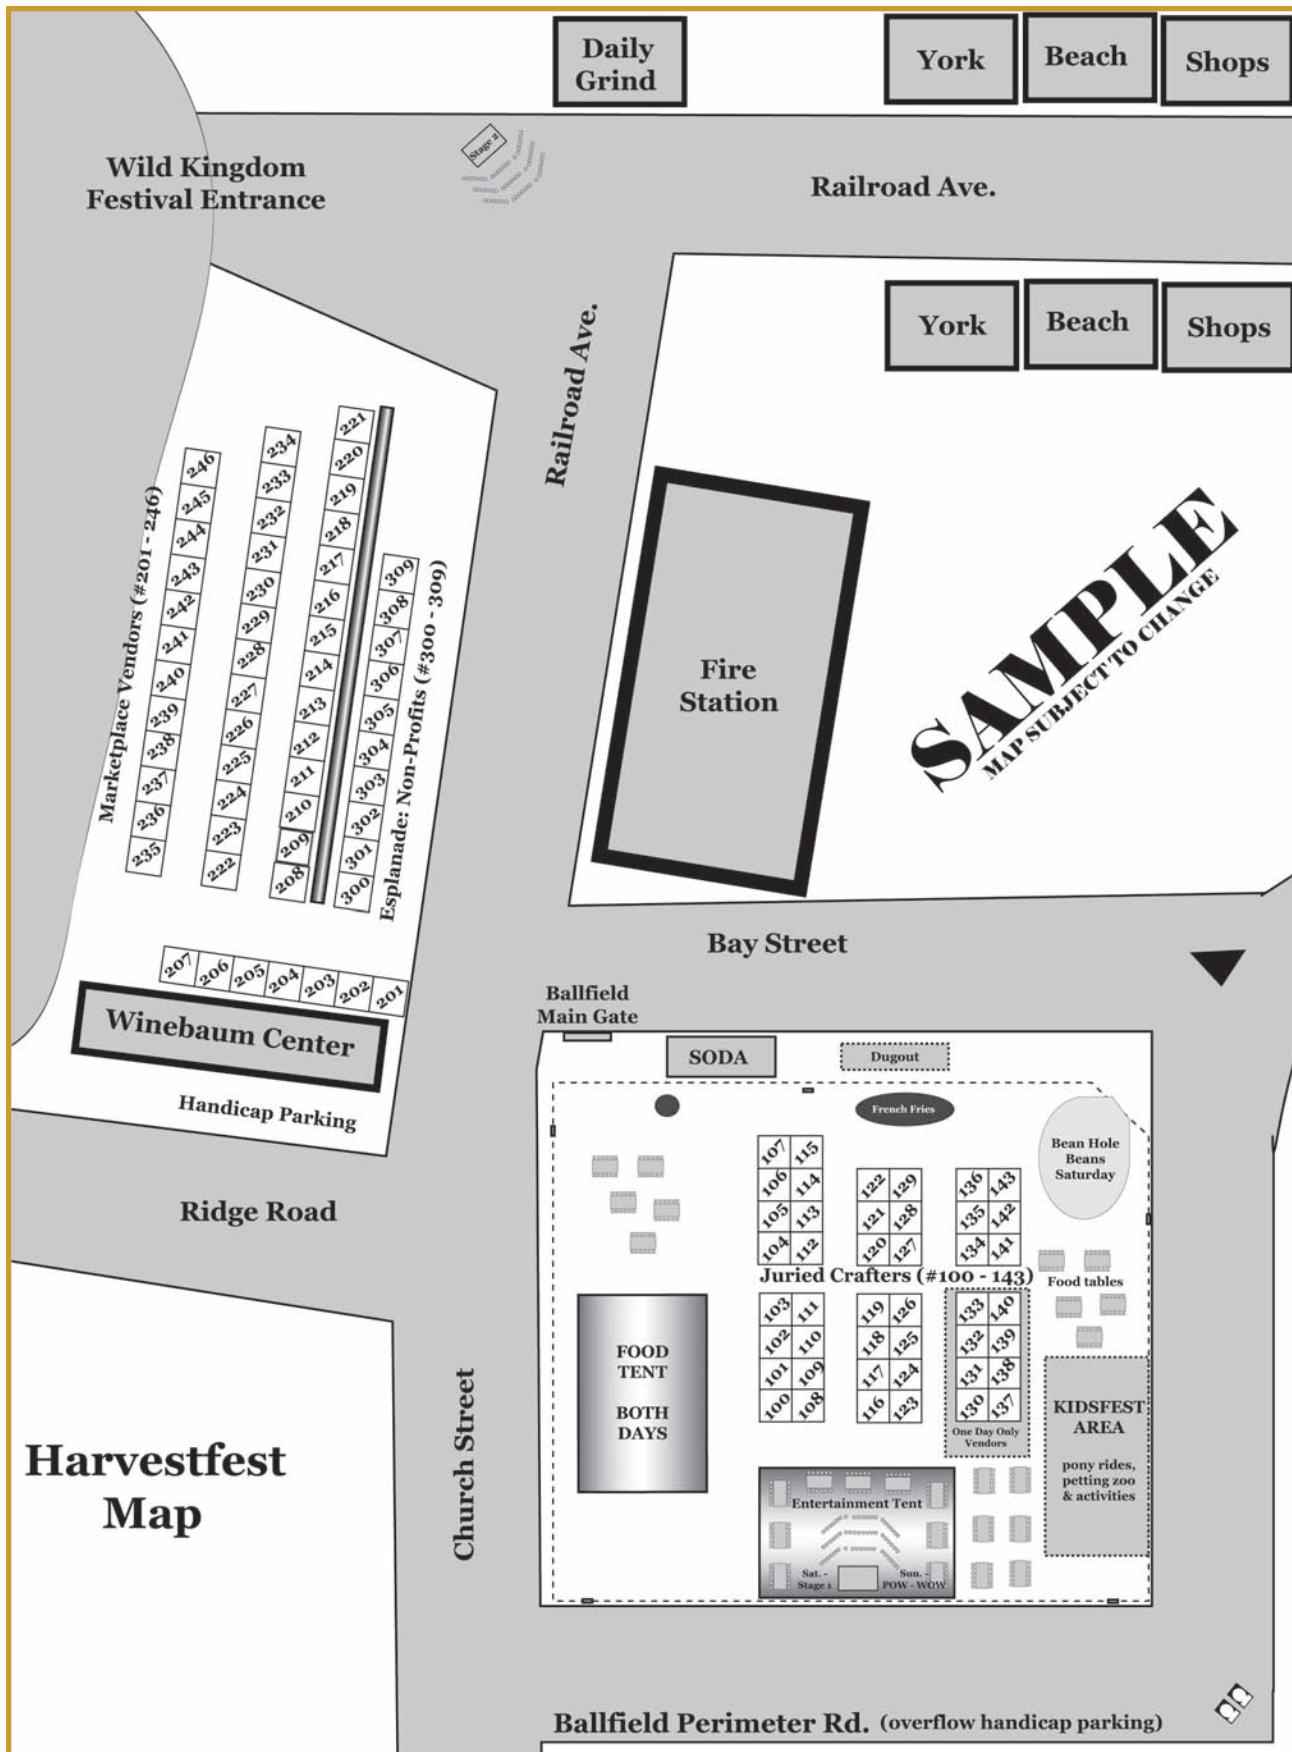 Daily
Grind
York
Beach
Shops
Stage 2
Wild Kingdom
Festival Entrance
Railroad Ave.
Railroad Ave.
York
Beach
Shops
221
220
219
218
217
216
215
214
213
212
211
210
209
208
234
233
232
231
230
229
228
227
226
225
224
223
222
246
245
244
243
242
241
240
239
238
237
236
235
Marketplace Vendors (#201 - 246)
309
308
307
306
305
304
303
302
301
300
Esplanade: Non-Profits (#300 - 309)
Fire
Station
SAMPLE
MAP SUBJECT TO CHANGE
Bay Street
207 206 205 204 203 202 201
Winebaum Center
Handicap Parking
Ballfield
Main Gate
SODA
Dugout
French Fries
Bean Hole
Beans
Saturday
Ridge Road
107 115
106 114
105 113
104 112
122 129
121 128
120 127
136 143
135 142
134 141
Juried Crafters (#100 - 143)
Food tables
103 111
102 110
101 109
100 108
119 126
118 125
117 124
116 123
133 140
132 139
131 138
130 137
One Day Only
Vendors
FOOD
TENT
BOTH
DAYS
KIDSFEST
AREA
pony rides,
petting zoo
& activities
Church Street
Harvestfest
Map
Entertainment Tent
Sat. -
Stage 1
Sun. -
POW - WOW
Ballfield Perimeter Rd. (overflow handicap parking)